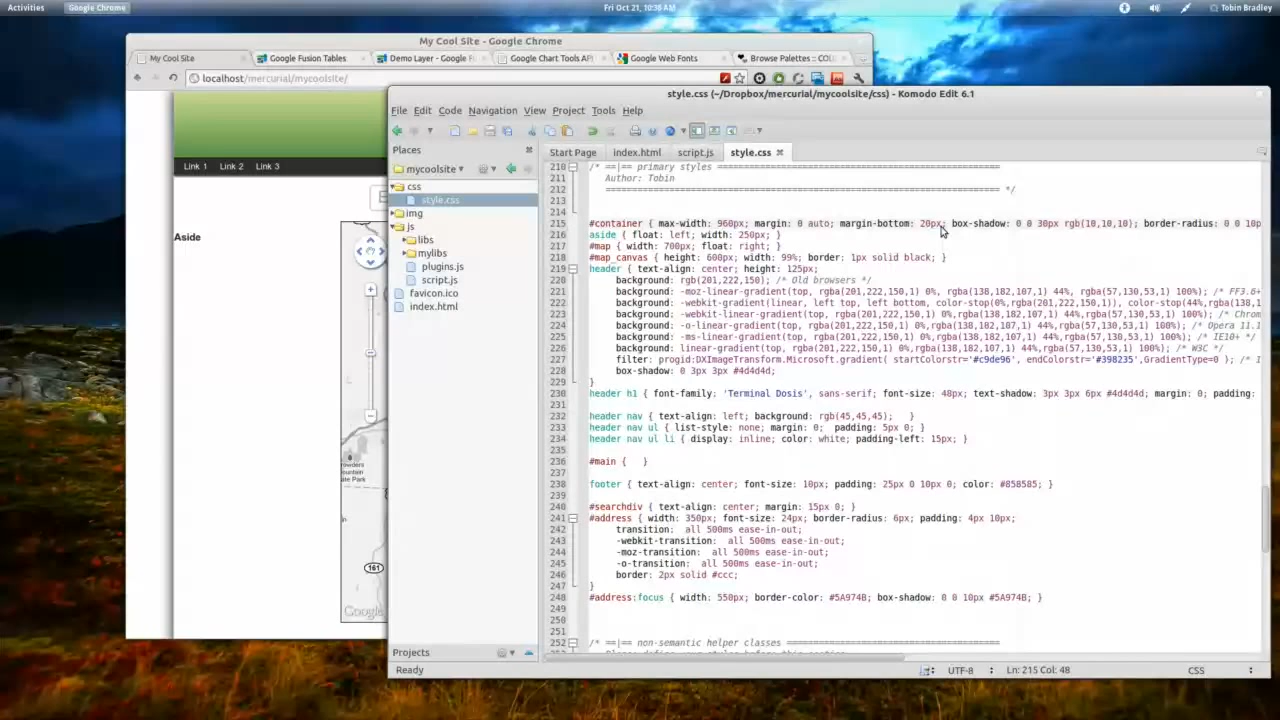 Activities Google Chrome Fri Oct 21, 10:36 AM Tobin Bradley
My Cool Site - Google Chrome
My Cool Site Google Fusion Tables Demo Layer - Google F Google Chart Tools API Google Web Fonts Browse Palettes :: COL
localhost/mercurial/mycoolsite/
Link 1 Link 2 Link 3
Aside
161
Google
style.css (~/Dropbox/mercurial/mycoolsite/css) - Komodo Edit 6.1
File Edit Code Navigation View Project Tools Help
Places
mycoolsite
css
style.css
img
js
libs
mylibs
plugins.js
script.js
favicon.ico
index.html
Projects
Start Page index.html script.js style.css
210 /* ==|== primary styles =====================================================
211 Author: Tobin
212 ========================================================================== */
213
214
215 #container { max-width: 960px; margin: 0 auto; margin-bottom: 20px; box-shadow: 0 0 30px rgb(10,10,10); border-radius: 0 0 10p
216 aside { float: left; width: 250px; }
217 #map { width: 700px; float: right; }
218 #map_canvas { height: 600px; width: 99%; border: 1px solid black; }
219 header { text-align: center; height: 125px;
220 background: rgb(201,222,150); /* Old browsers */
221 background: -moz-linear-gradient(top, rgba(201,222,150,1) 0%, rgba(138,182,107,1) 44%, rgba(57,130,53,1) 100%); /* FF3.6+
222 background: -webkit-gradient(linear, left top, left bottom, color-stop(0%,rgba(201,222,150,1)), color-stop(44%,rgba(138,1
223 background: -webkit-linear-gradient(top, rgba(201,222,150,1) 0%,rgba(138,182,107,1) 44%,rgba(57,130,53,1) 100%); /* Chrom
224 background: -o-linear-gradient(top, rgba(201,222,150,1) 0%,rgba(138,182,107,1) 44%,rgba(57,130,53,1) 100%); /* Opera 11.1
225 background: -ms-linear-gradient(top, rgba(201,222,150,1) 0%,rgba(138,182,107,1) 44%,rgba(57,130,53,1) 100%); /* IE10+ */
226 background: linear-gradient(top, rgba(201,222,150,1) 0%,rgba(138,182,107,1) 44%,rgba(57,130,53,1) 100%); /* W3C */
227 filter: progid:DXImageTransform.Microsoft.gradient( startColorstr='#c9de96', endColorstr='#398235',GradientType=0 ); /* I
228 box-shadow: 0 3px 3px #4d4d4d;
229 }
230 header h1 { font-family: 'Terminal Dosis', sans-serif; font-size: 48px; text-shadow: 3px 3px 6px #4d4d4d; margin: 0; padding:
231
232 header nav { text-align: left; background: rgb(45,45,45); }
233 header nav ul { list-style: none; margin: 0; padding: 5px 0; }
234 header nav ul li { display: inline; color: white; padding-left: 15px; }
235
236 #main { }
237
238 footer { text-align: center; font-size: 10px; padding: 25px 0 10px 0; color: #858585; }
239
240 #searchdiv { text-align: center; margin: 15px 0; }
241 #address { width: 350px; font-size: 24px; border-radius: 6px; padding: 4px 10px;
242 transition: all 500ms ease-in-out;
243 -webkit-transition: all 500ms ease-in-out;
244 -moz-transition: all 500ms ease-in-out;
245 -o-transition: all 500ms ease-in-out;
246 border: 2px solid #ccc;
247 }
248 #address:focus { width: 550px; border-color: #5A974B; box-shadow: 0 0 10px #5A974B; }
249
250
251
252 /* ==|== non-semantic helper classes ========================================
Ready UTF-8 Ln: 215 Col: 48 CSS